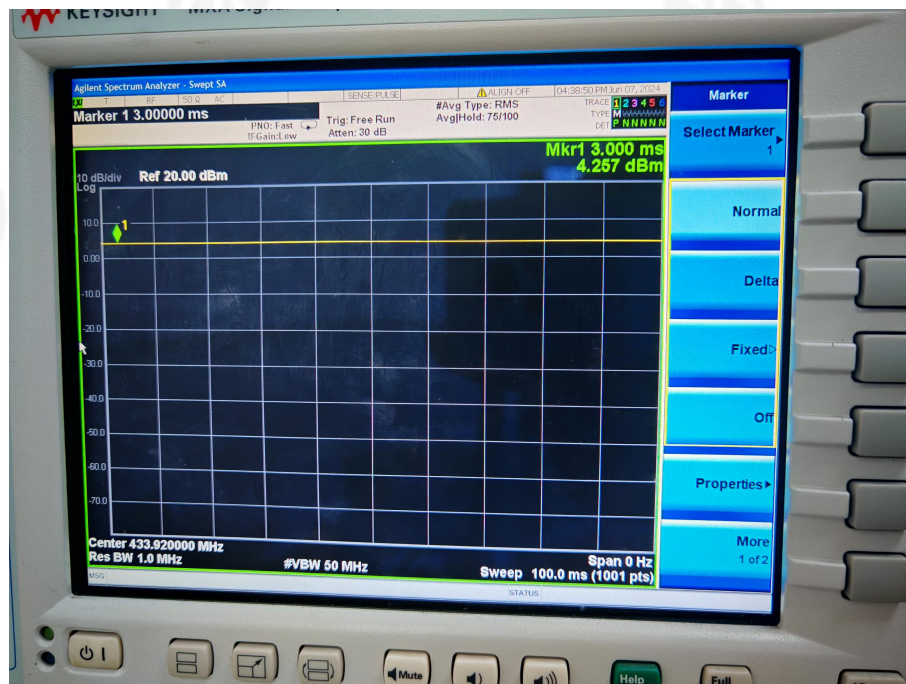 KEYSIGHT
Agilent Spectrum Analyzer - Swept SA
T RF 50 Ω AC SENSE:PULSE ALIGN OFF 04:38:50 PM Jun 07, 2024
Marker 1 3.00000 ms
PNO: Fast
IFGain:Low
Trig: Free Run
Atten: 30 dB
#Avg Type: RMS
Avg|Hold: 75/100
TRACE 1 2 3 4 5 6
TYPE M
DET P N N N N N
Mkr1 3.000 ms
4.257 dBm
10 dB/div Ref 20.00 dBm
Log
1
10.0
0.00
-10.0
-20.0
-30.0
-40.0
-50.0
-60.0
-70.0
Center 433.920000 MHz
Res BW 1.0 MHz
#VBW 50 MHz
Span 0 Hz
Sweep 100.0 ms (1001 pts)
MSG
STATUS
Marker
Select Marker
1
Normal
Delta
Fixed
Off
Properties
More
1 of 2
Mute
Help
Full